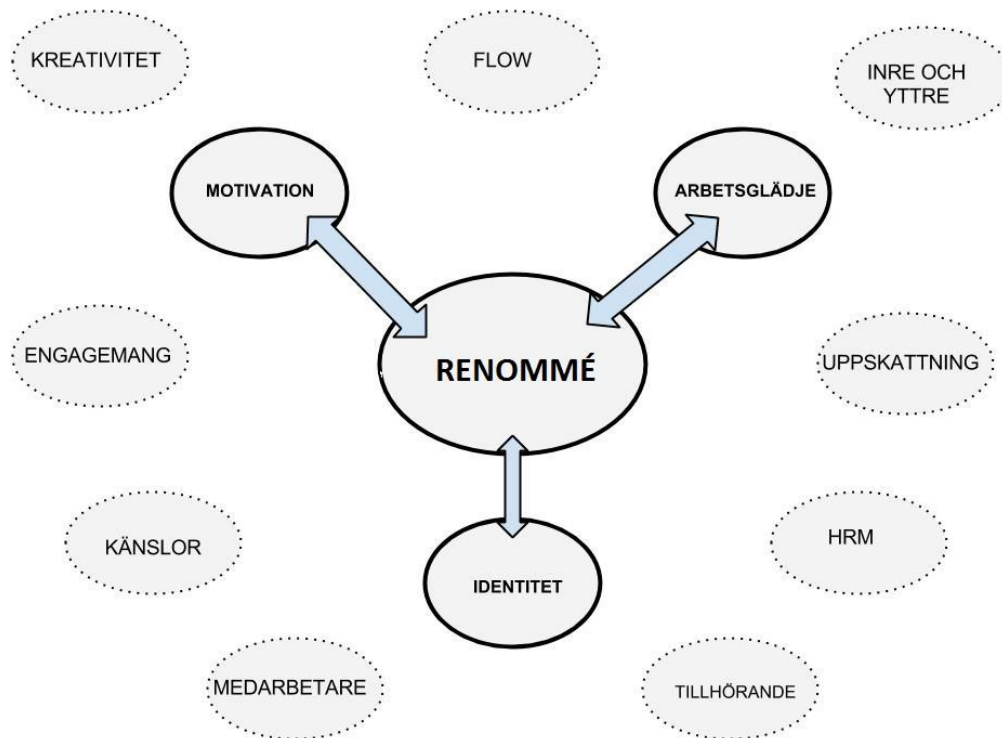 KREATIVITET
FLOW
INRE OCH
YTTRE
MOTIVATION
ARBETSGLÄDJE
ENGAGEMANG
RENOMMÉ
UPPSKATTNING
KÄNSLOR
HRM
IDENTITET
MEDARBETARE
TILLHÖRANDE